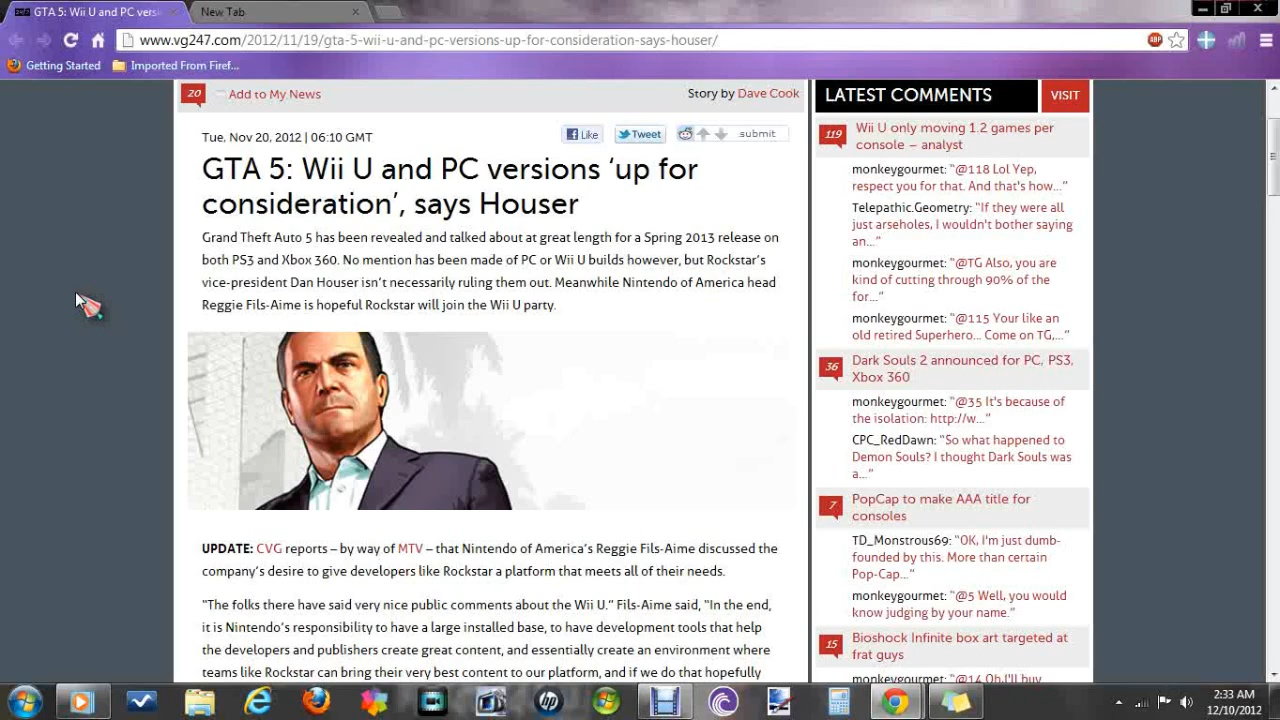 GTA 5: Wii U and PC versi
New Tab
www.vg247.com/2012/11/19/gta-5-wii-u-and-pc-versions-up-for-consideration-says-houser/
ABP
Getting Started
Imported From Firef...
20
Add to My News
Story by Dave Cook
Tue, Nov 20, 2012 | 06:10 GMT
Like
Tweet
submit
GTA 5: Wii U and PC versions ‘up for
consideration’, says Houser
Grand Theft Auto 5 has been revealed and talked about at great length for a Spring 2013 release on
both PS3 and Xbox 360. No mention has been made of PC or Wii U builds however, but Rockstar’s
vice-president Dan Houser isn’t necessarily ruling them out. Meanwhile Nintendo of America head
Reggie Fils-Aime is hopeful Rockstar will join the Wii U party.
UPDATE: CVG reports – by way of MTV – that Nintendo of America’s Reggie Fils-Aime discussed the
company’s desire to give developers like Rockstar a platform that meets all of their needs.
“The folks there have said very nice public comments about the Wii U.” Fils-Aime said, “In the end,
it is Nintendo’s responsibility to have a large installed base, to have development tools that help
the developers and publishers create great content, and essentially create an environment where
teams like Rockstar can bring their very best content to our platform, and if we do that hopefully
LATEST COMMENTS
VISIT
119
Wii U only moving 1.2 games per
console – analyst
monkeygourmet: “@118 Lol Yep,
respect you for that. And that's how...”
Telepathic.Geometry: “If they were all
just arseholes, I wouldn't bother saying
an...”
monkeygourmet: “@TG Also, you are
kind of cutting through 90% of the
for...”
monkeygourmet: “@115 Your like an
old retired Superhero... Come on TG,...”
36
Dark Souls 2 announced for PC, PS3,
Xbox 360
monkeygourmet: “@35 It's because of
the isolation: http://w...”
CPC_RedDawn: “So what happened to
Demon Souls? I thought Dark Souls was
a...”
7
PopCap to make AAA title for
consoles
TD_Monstrous69: “OK, I'm just dumb-
founded by this. More than certain
Pop-Cap...”
monkeygourmet: “@5 Well, you would
know judging by your name.”
15
Bioshock Infinite box art targeted at
frat guys
monkeygourmet: “@14 Oh,I'll buy
hp
2:33 AM
12/10/2012